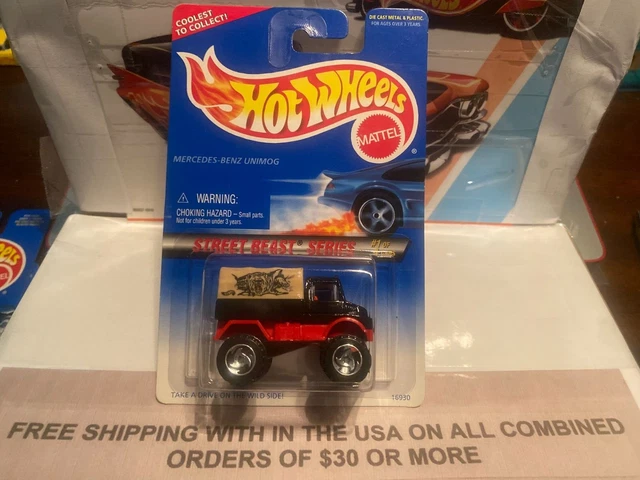 COOLEST
TO COLLECT!
DIE CAST METAL & PLASTIC.
FOR AGES OVER 3 YEARS.
HOT WHEELS
MATTEL
®
MERCEDES-BENZ UNIMOG
WARNING:
CHOKING HAZARD – Small parts.
Not for children under 3 years.
STREET BEAST® SERIES
#1 OF
TAKE A DRIVE ON THE WILD SIDE!
16930
FREE SHIPPING WITH IN THE USA ON ALL COMBINED
ORDERS OF $30 OR MORE